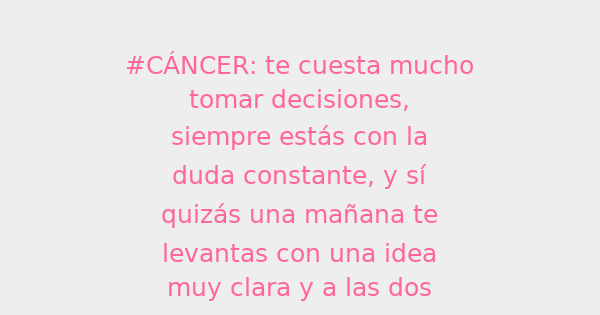 #CÁNCER: te cuesta mucho
tomar decisiones,
siempre estás con la
duda constante, y sí
quizás una mañana te
levantas con una idea
muy clara y a las dos